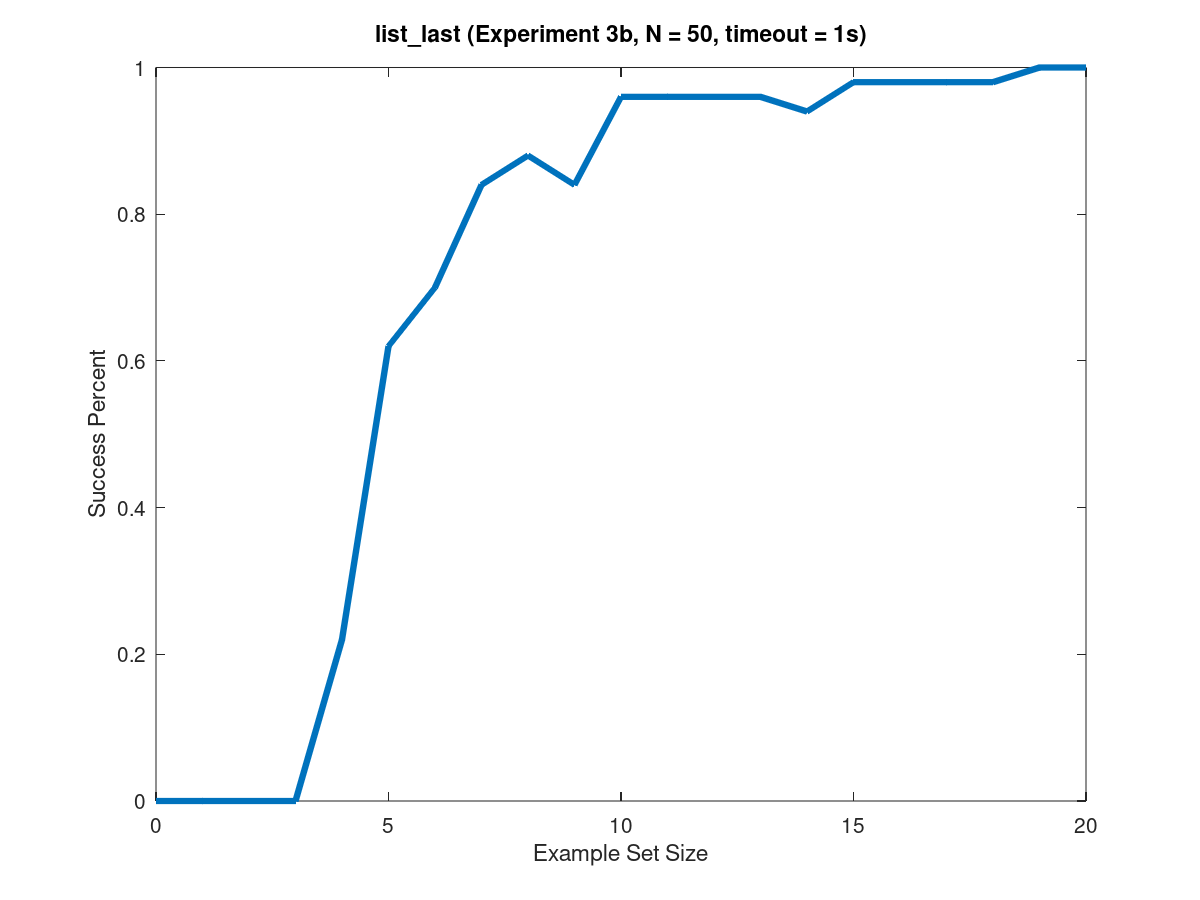 list_last (Experiment 3b, N = 50, timeout = 1s)
1
0.8
0.6
0.4
0.2
0
Success Percent
0 5 10 15 20
Example Set Size